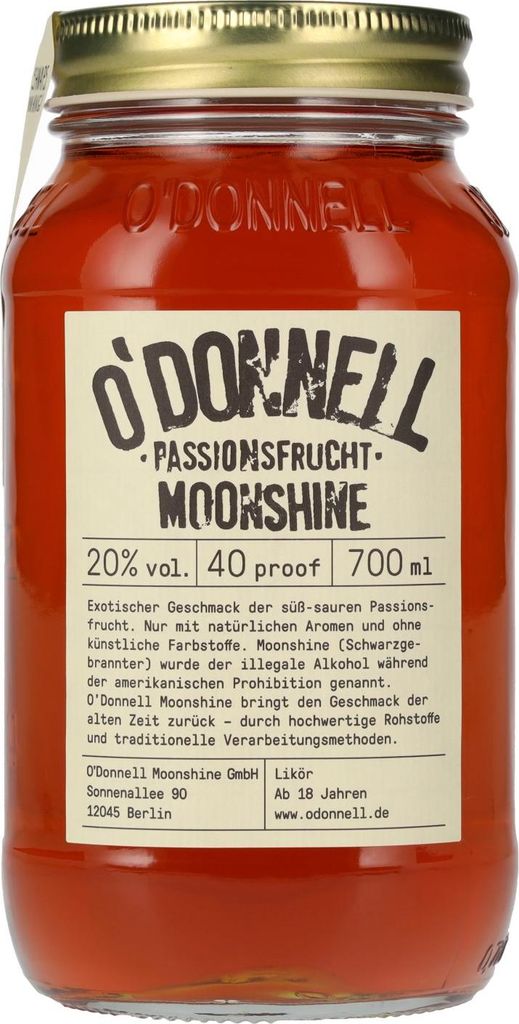 O'DONNELL
O'DONNELL
·PASSIONSFRUCHT·
MOONSHINE
20% vol. 40 proof 700 ml
Exotischer Geschmack der süß-sauren Passions-
frucht. Nur mit natürlichen Aromen und ohne
künstliche Farbstoffe. Moonshine (Schwarzge-
brannter) wurde der illegale Alkohol während
der amerikanischen Prohibition genannt.
O'Donnell Moonshine bringt den Geschmack der
alten Zeit zurück – durch hochwertige Rohstoffe
und traditionelle Verarbeitungsmethoden.
O'Donnell Moonshine GmbH
Sonnenallee 90
12045 Berlin
Likör
Ab 18 Jahren
www.odonnell.de